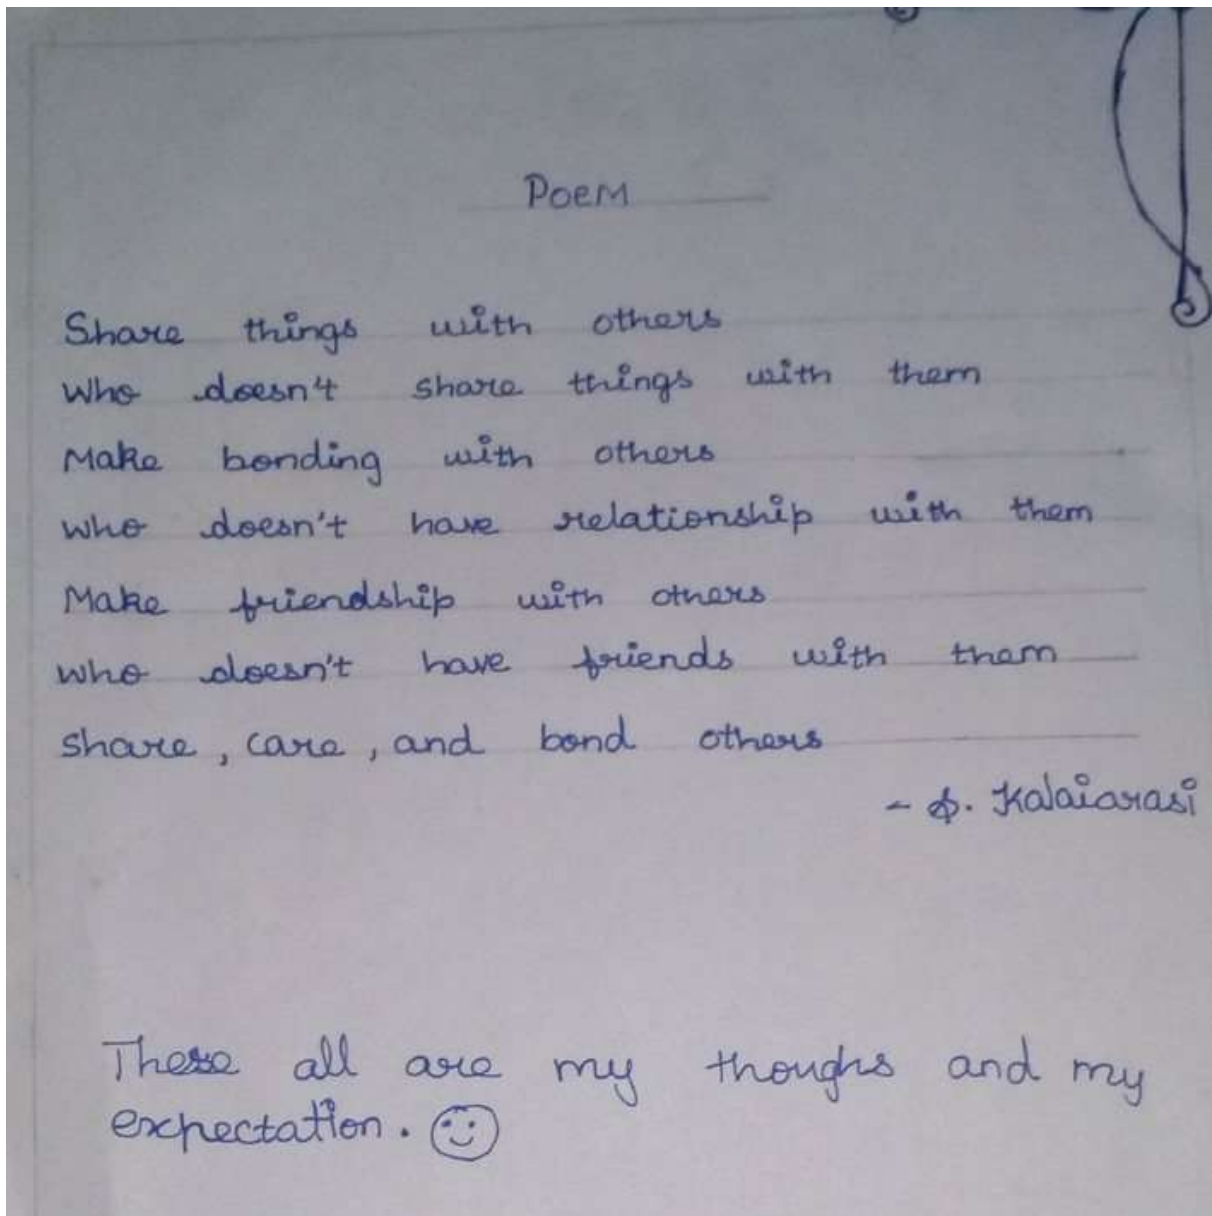 Poem
Share things with others
Who doesn't share things with them
Make bonding with others
who doesn't have relationship with them
Make friendship with others
who doesn't have friends with them
share, care, and bond others
- S. Kalaiarasi
These all are my thoughs and my
expectation. ☺